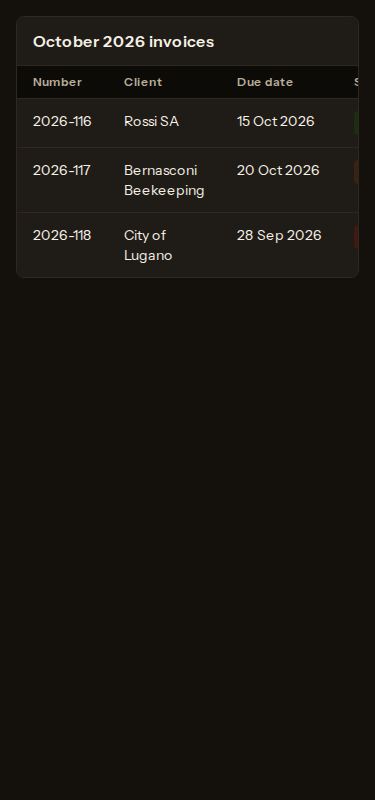 October 2026 invoices
Number Client Due date
2026-116 Rossi SA 15 Oct 2026
2026-117 Bernasconi Beekeeping 20 Oct 2026
2026-118 City of Lugano 28 Sep 2026